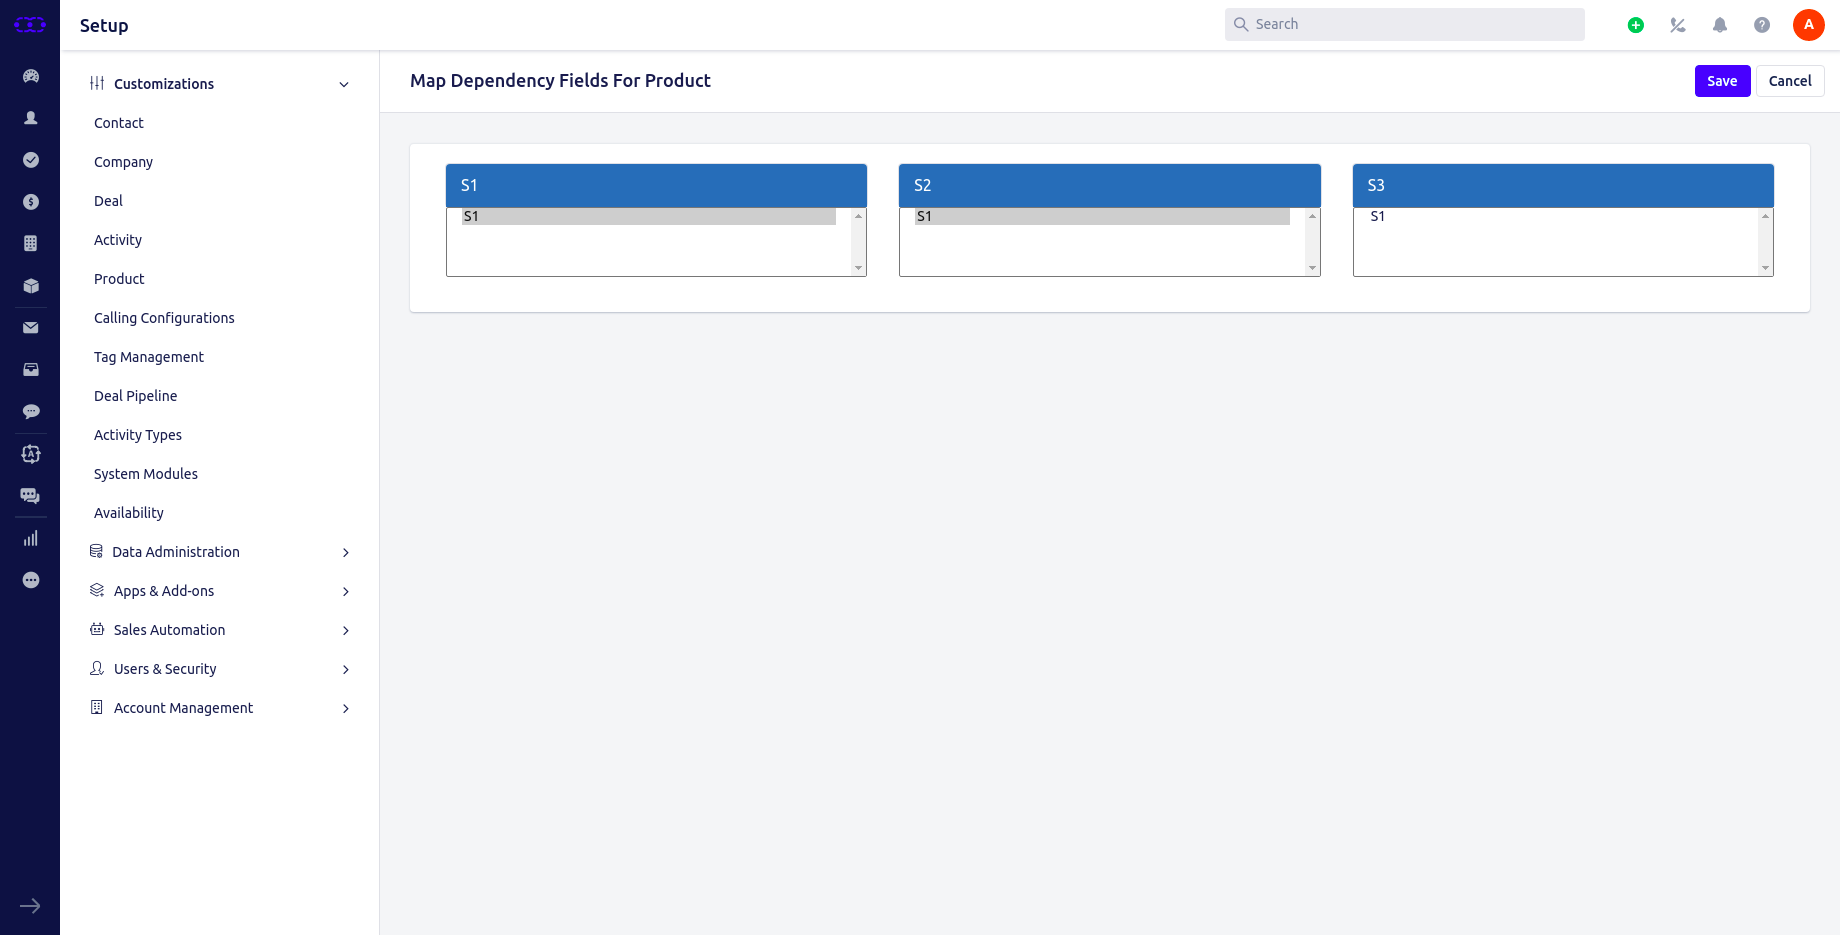 Setup
Search
A
Customizations
Contact
Company
Deal
Activity
Product
Calling Configurations
Tag Management
Deal Pipeline
Activity Types
System Modules
Availability
Data Administration
Apps & Add-ons
Sales Automation
Users & Security
Account Management
Map Dependency Fields For Product
Save
Cancel
S1
S1
S2
S1
S3
S1